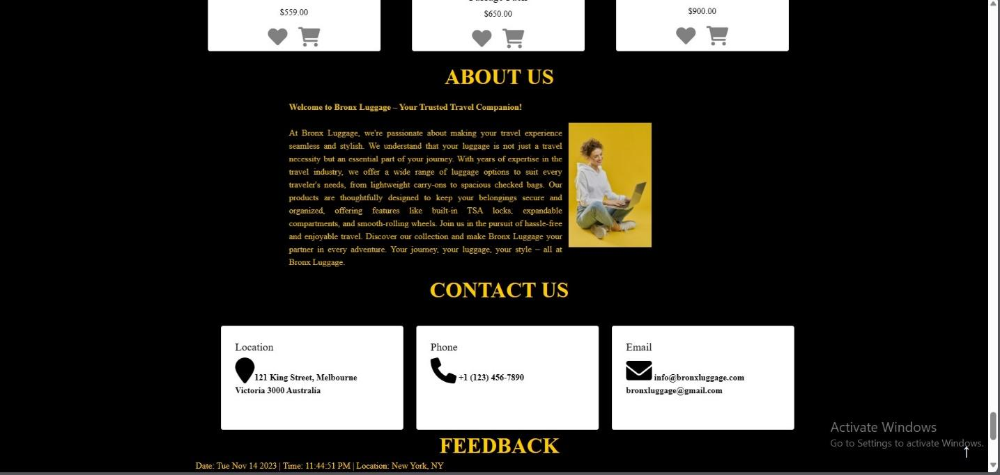 $559.00
$650.00
$900.00
ABOUT US
Welcome to Bronx Luggage – Your Trusted Travel Companion!
At Bronx Luggage, we're passionate about making your travel experience
seamless and stylish. We understand that your luggage is not just a travel
necessity but an essential part of your journey. With years of expertise in the
travel industry, we offer a wide range of luggage options to suit every
traveler's needs, from lightweight carry-ons to spacious checked bags. Our
products are thoughtfully designed to keep your belongings secure and
organized, offering features like built-in TSA locks, expandable
compartments, and smooth-rolling wheels. Join us in the pursuit of hassle-free
and enjoyable travel. Discover our collection and make Bronx Luggage your
partner in every adventure. Your journey, your luggage, your style – all at
Bronx Luggage.
CONTACT US
Location
121 King Street, Melbourne
Victoria 3000 Australia
Phone
+1 (123) 456-7890
Email
info@bronxluggage.com
bronxluggage@gmail.com
Activate Windows
Go to Settings to activate Windows.
↑
FEEDBACK
Date: Tue Nov 14 2023 | Time: 11:44:51 PM | Location: New York, NY